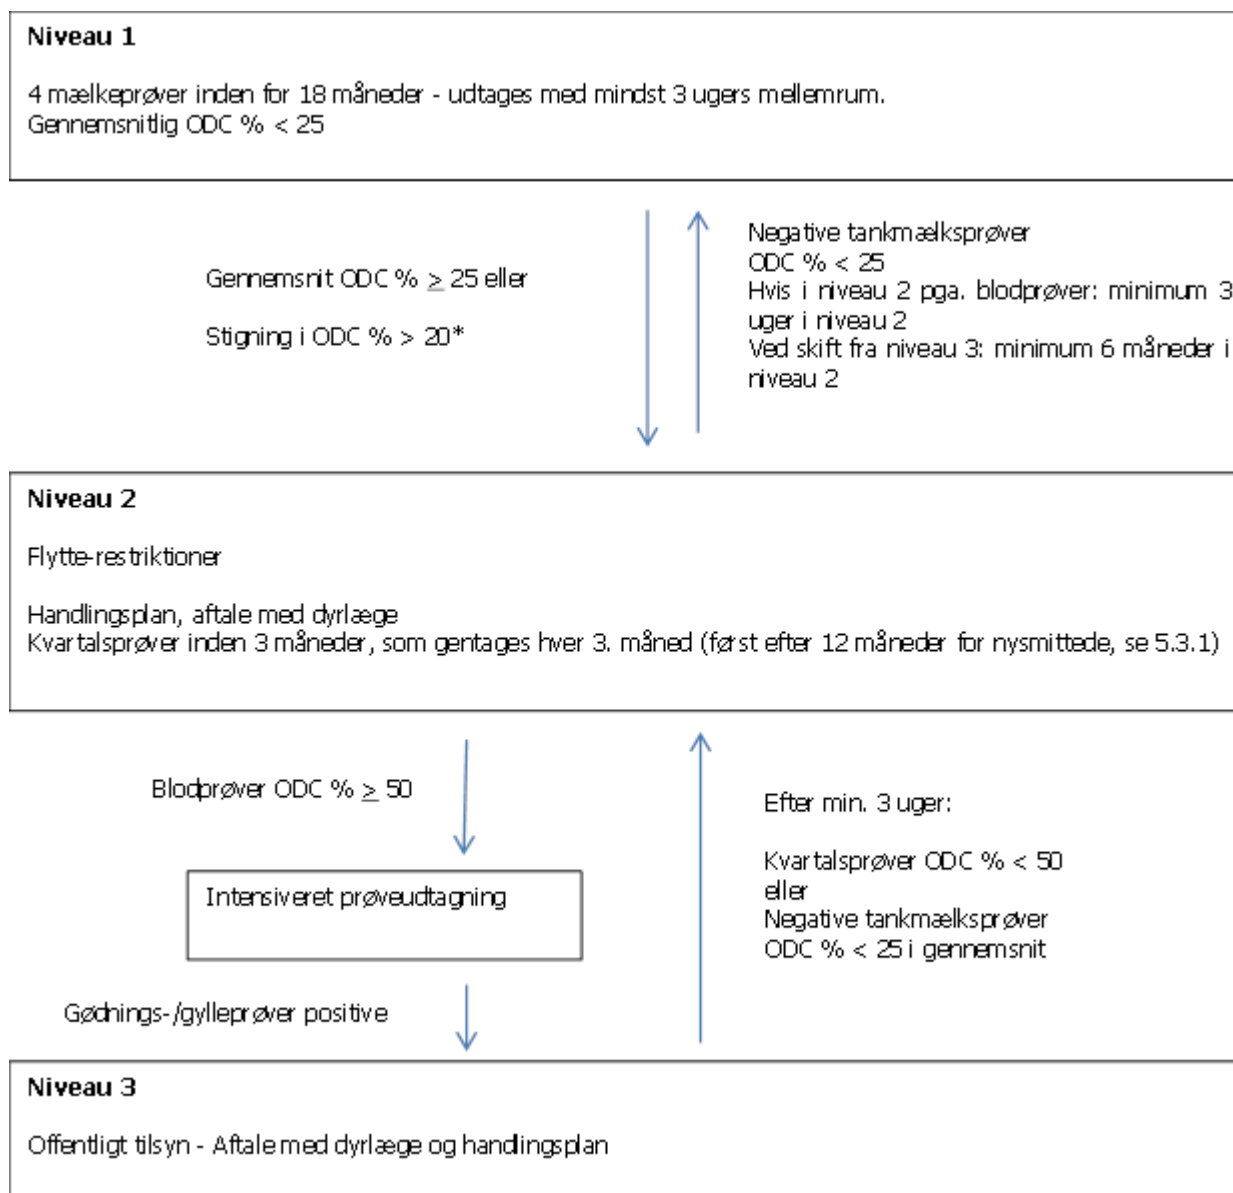 Niveau 1
4 mælkeprøver inden for 18 måneder - udtages med mindst 3 ugers mellemrum.
Gennemsnitlig ODC % < 25
Gennemsnit ODC % ≥ 25 eller
Stigning i ODC % > 20*
Negative tankmælksprøver
ODC % < 25
Hvis i niveau 2 pga. blodprøver: minimum 3
uger i niveau 2
Ved skift fra niveau 3: minimum 6 måneder i
niveau 2
Niveau 2
Flytte-restriktioner
Handlingsplan, aftale med dyrlæge
Kvartalsprøver inden 3 måneder, som gentages hver 3. måned (først efter 12 måneder for nysmittede, se 5.3.1)
Blodprøver ODC % ≥ 50
Intensiveret prøveudtagning
Gødnings-/gylleprøver positive
Efter min. 3 uger:
Kvartalsprøver ODC % < 50
eller
Negative tankmælksprøver
ODC % < 25 i gennemsnit
Niveau 3
Offentligt tilsyn - Aftale med dyrlæge og handlingsplan